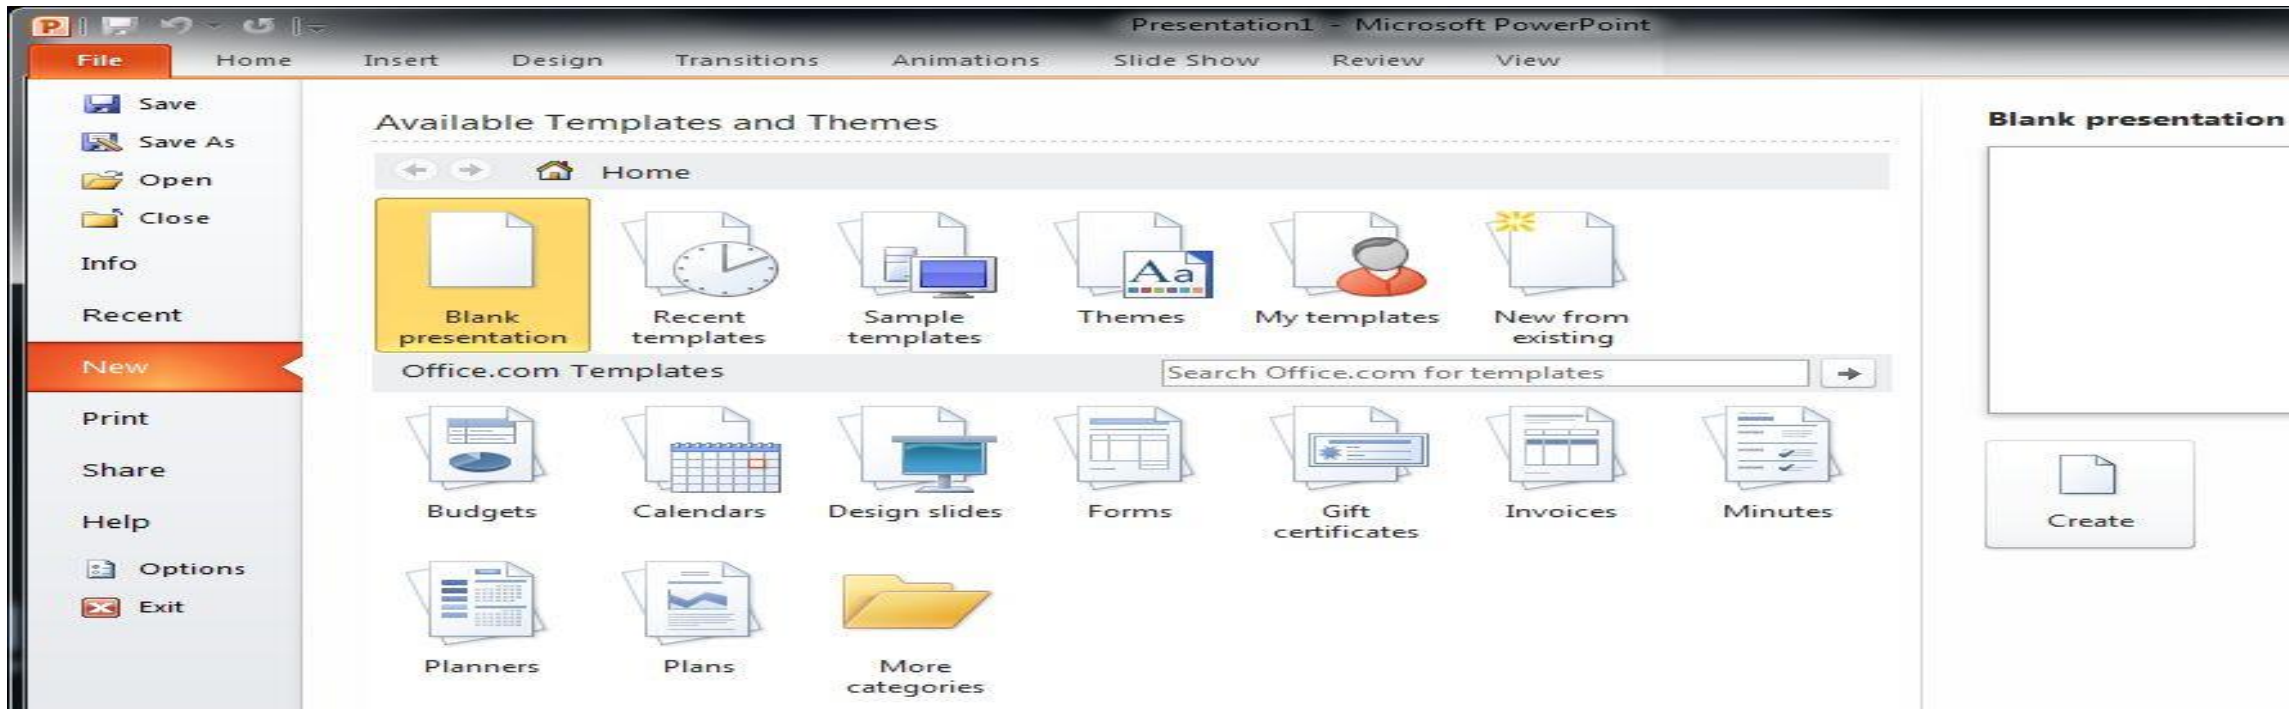 Presentation1 - Microsoft PowerPoint
File Home Insert Design Transitions Animations Slide Show Review View
Save
Save As
Open
Close
Info
Recent
New
Print
Share
Help
Options
Exit
Available Templates and Themes
Home
Blank
presentation
Recent
templates
Sample
templates
Themes
Aa
My templates
New from
existing
Office.com Templates
Search Office.com for templates
Budgets
Calendars
Design slides
Forms
Gift
certificates
Invoices
Minutes
Planners
Plans
More
categories
Blank presentation
Create